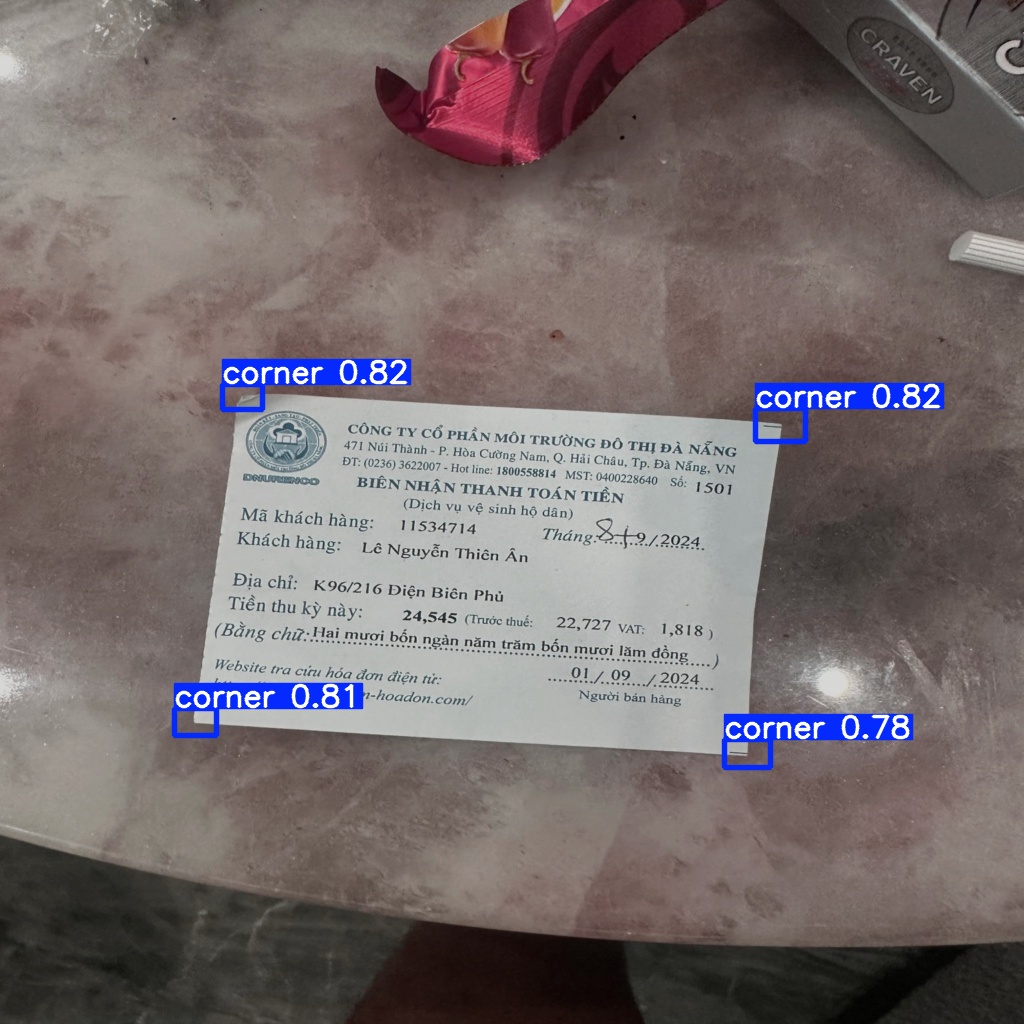 CRAVEN
corner 0.82
corner 0.82
DNURENCO
CÔNG TY CỔ PHẦN MÔI TRƯỜNG ĐÔ THỊ ĐÀ NẴNG
471 Núi Thành - P. Hòa Cường Nam, Q. Hải Châu, Tp. Đà Nẵng, VN
ĐT: (0236) 3622007 - Hot line: 1800558814 MST: 0400228640 Số: 1501
BIÊN NHẬN THANH TOÁN TIỀN
(Dịch vụ vệ sinh hộ dân)
Mã khách hàng: 11534714 Tháng: 8+9/2024
Khách hàng: Lê Nguyễn Thiên Ân
Địa chỉ: K96/216 Điện Biên Phủ
Tiền thu kỳ này: 24,545 (Trước thuế: 22,727 VAT: 1,818 )
(Bằng chữ: Hai mươi bốn ngàn năm trăm bốn mươi lăm đồng )
Website tra cứu hóa đơn điện tử: 01/ 09 /2024
n-hoadon.com/ Người bán hàng
corner 0.81
corner 0.78